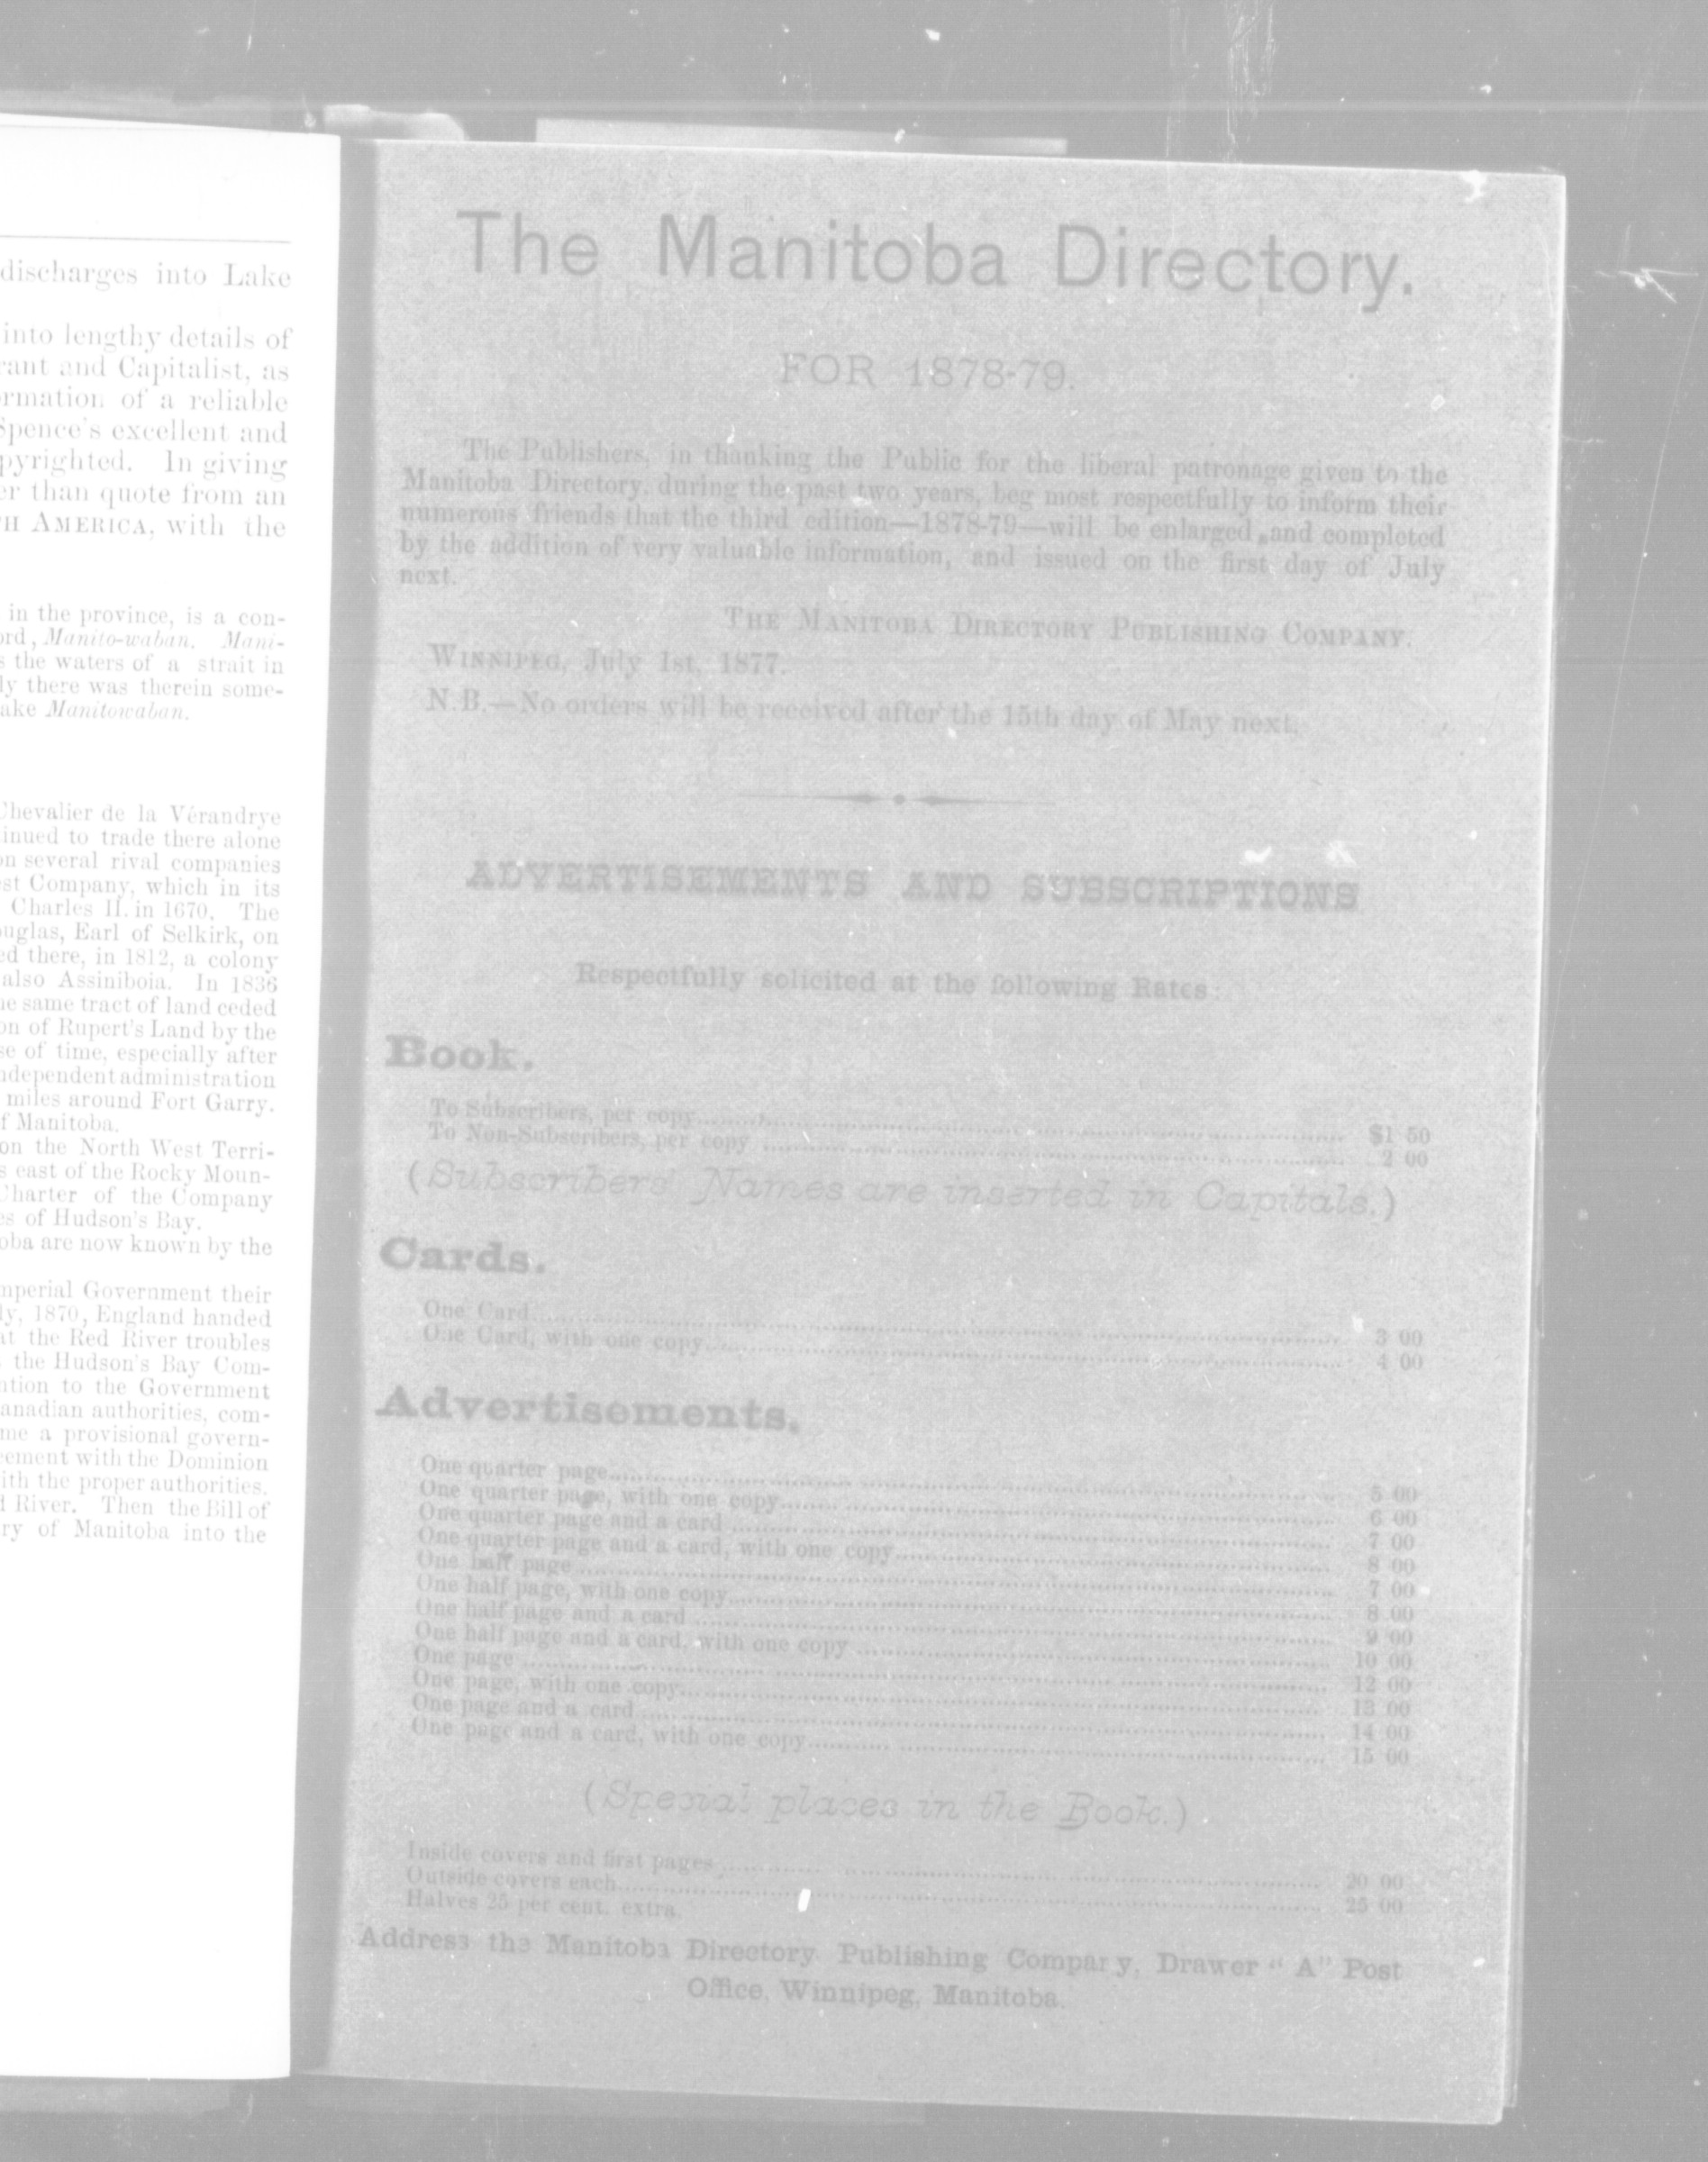 discharges into Lake
into lengthy details of
rant and Capitalist, as
rmation of a reliable
Spence's excellent and
pyrighted. In giving
er than quote from an
H AMERICA, with the
in the province, is a con-
ord, Manito-waban. Mani-
s the waters of a strait in
ly there was therein some-
ake Manitowaban.
Chevalier de la Vérandrye
inued to trade there alone
on several rival companies
est Company, which in its
Charles II. in 1670. The
ouglas, Earl of Selkirk, on
ed there, in 1812, a colony
also Assiniboia. In 1836
he same tract of land ceded
on of Rupert's Land by the
se of time, especially after
ndependent administration
miles around Fort Garry.
f Manitoba.
on the North West Terri-
s east of the Rocky Moun-
Charter of the Company
es of Hudson's Bay.
oba are now known by the
mperial Government their
ly, 1870, England handed
at the Red River troubles
the Hudson's Bay Com-
ation to the Government
anadian authorities, com-
me a provisional govern-
eement with the Dominion
ith the proper authorities.
d River. Then the Bill of
ry of Manitoba into the
The Manitoba Directory.
FOR 1878-79.
The Publishers, in thanking the Public for the liberal patronage given to the
Manitoba Directory, during the past two years, beg most respectfully to inform their
numerous friends that the third edition—1878-79—will be enlarged and completed
by the addition of very valuable information, and issued on the first day of July
next.
THE MANITOBA DIRECTORY PUBLISHING COMPANY.
WINNIPEG, July 1st, 1877.
N.B.—No orders will be received after the 15th day of May next.
ADVERTISEMENTS AND SUBSCRIPTIONS
Respectfully solicited at the following Rates:
Book.
To Subscribers, per copy........ $1 50
To Non-Subscribers, per copy ........ 2 00
(Subscribers' Names are inserted in Capitals.)
Cards.
One Card........ 3 00
One Card, with one copy........ 4 00
Advertisements.
One quarter page........ 5 00
One quarter page, with one copy........ 6 00
One quarter page and a card ........ 7 00
One quarter page and a card, with one copy........ 8 00
One half page ........ 7 00
One half page, with one copy........ 8 00
One half page and a card ........ 9 00
One half page and a card, with one copy ........ 10 00
One page ........ 12 00
One page, with one copy........ 13 00
One page and a card ........ 14 00
One page and a card, with one copy........ 15 00
(Special places in the Book.)
Inside covers and first pages ........ 20 00
Outside covers each........ 25 00
Halves 25 per cent. extra.
Address the Manitoba Directory Publishing Company, Drawer "A" Post
Office, Winnipeg, Manitoba.